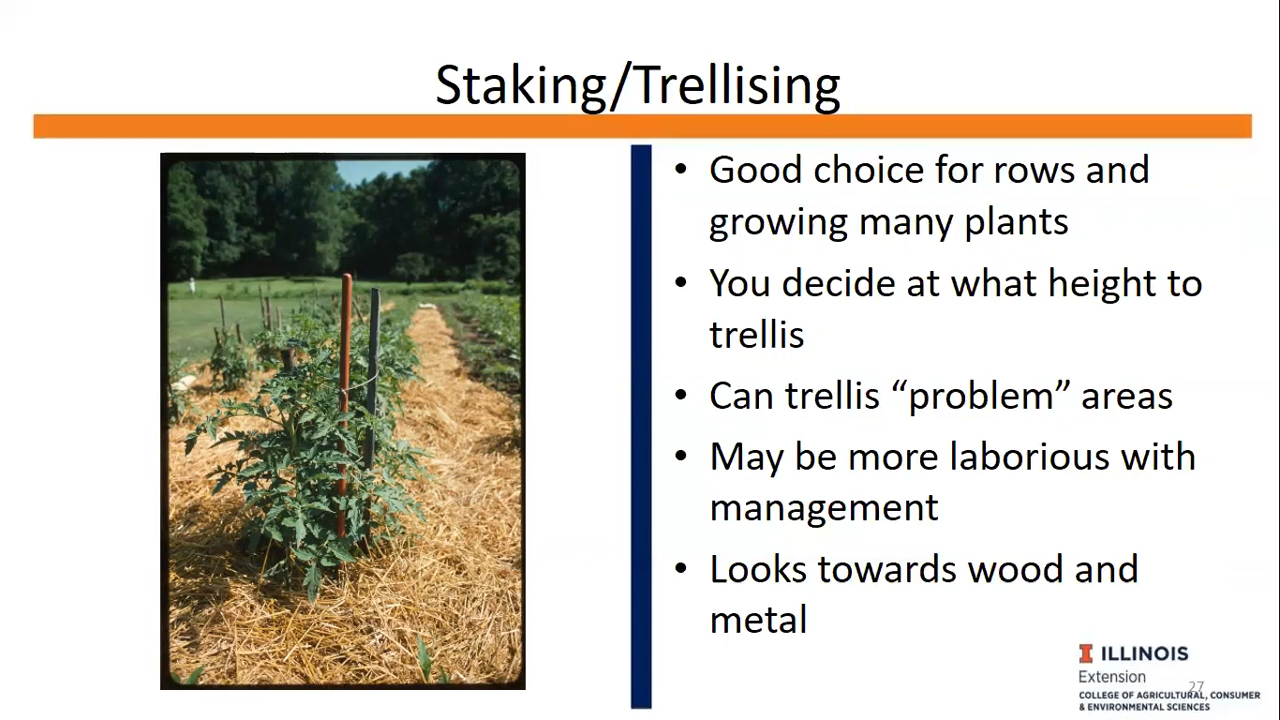 Staking/Trellising
• Good choice for rows and
growing many plants
• You decide at what height to
trellis
• Can trellis “problem” areas
• May be more laborious with
management
• Looks towards wood and
metal
I ILLINOIS
Extension
27
COLLEGE OF AGRICULTURAL, CONSUMER
& ENVIRONMENTAL SCIENCES